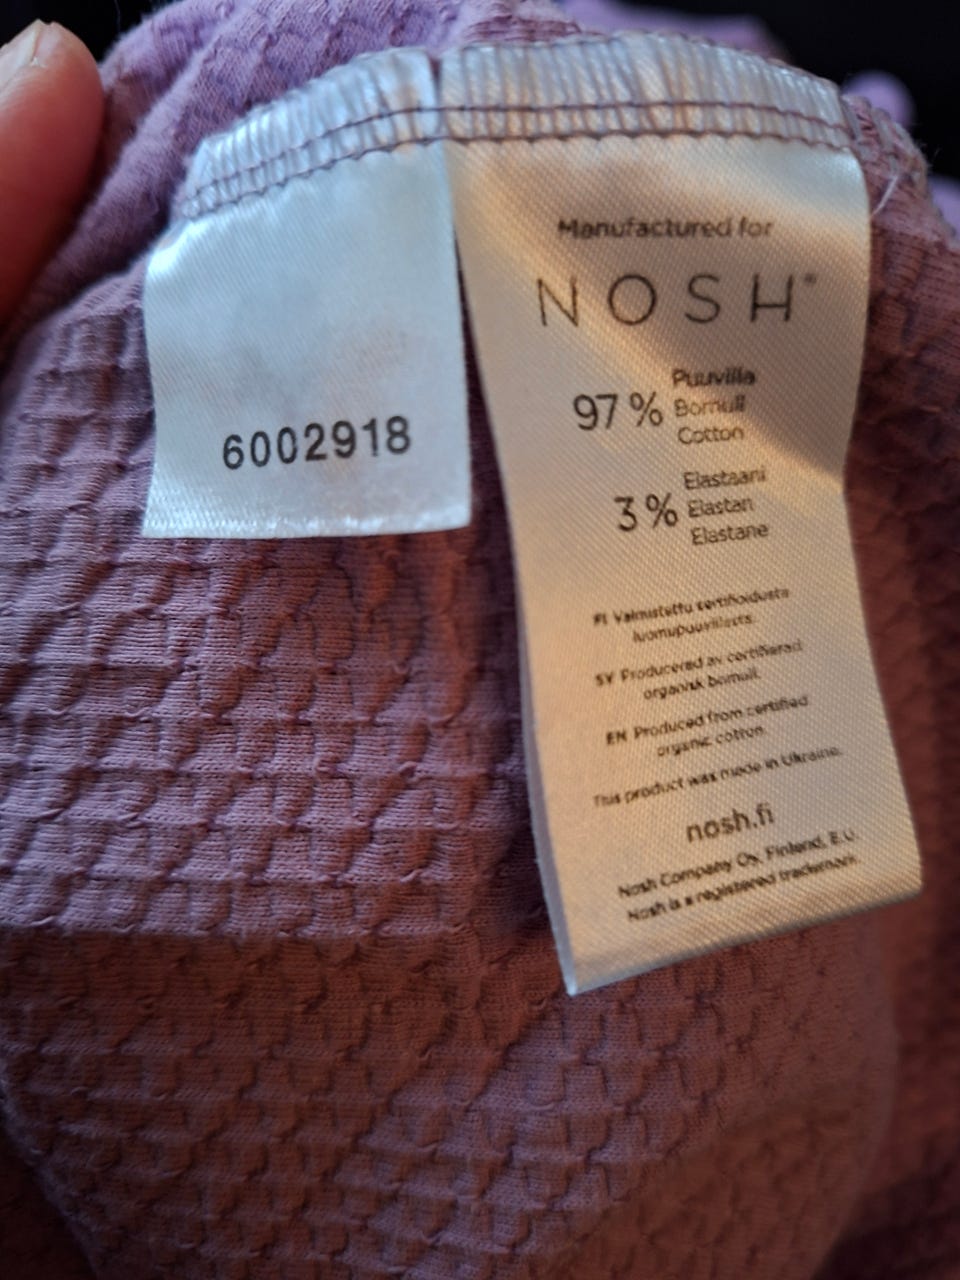 6002918
Manufactured for
NOSH®
97 %
Puuvilla
Bomull
Cotton
3 %
Elastaani
Elastan
Elastane
FI Valmistettu sertifioidusta
luomupuuvillasta.
SV Producerad av certifierad
organisk bomull.
EN Produced from certified
organic cotton.
This product was made in Ukraine.
nosh.fi
Nosh Company Oy, Finland, E.U.
Nosh is a registered trademark.